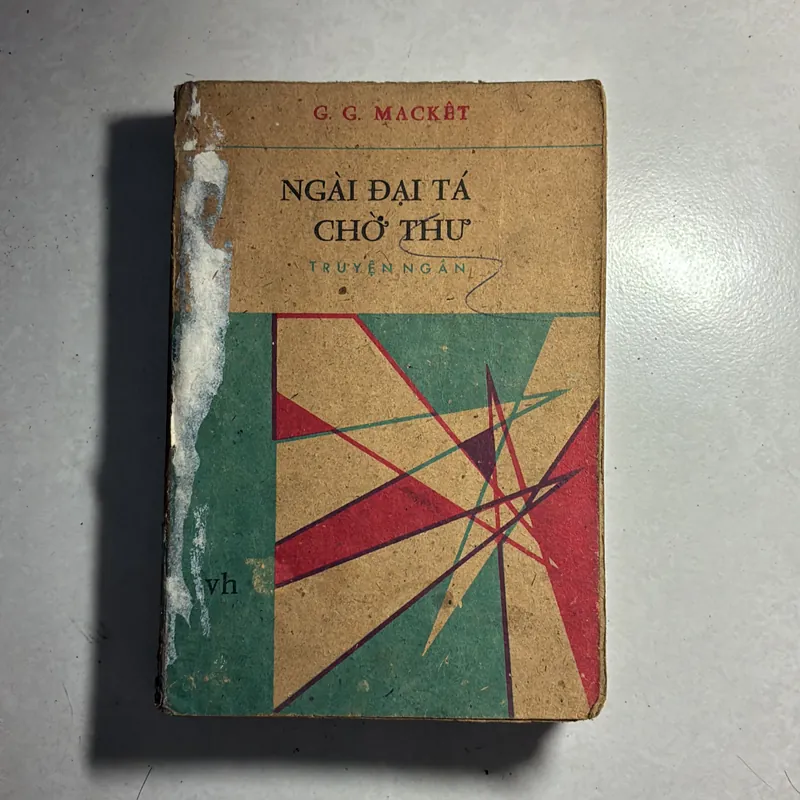 G. G. MACKÊT
NGÀI ĐẠI TÁ
CHỜ THƯ
TRUYỆN NGẮN
vh